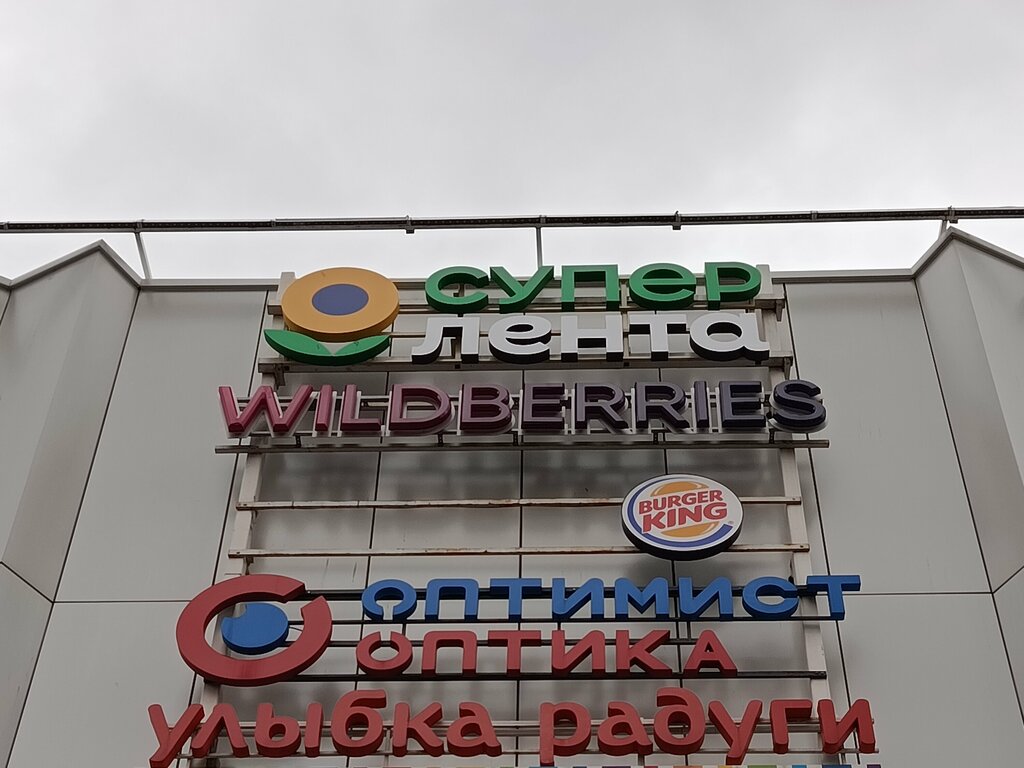 супер
лента
WILDBERRIES
BURGER
KING
оптимист
оптика
улыбка радуги